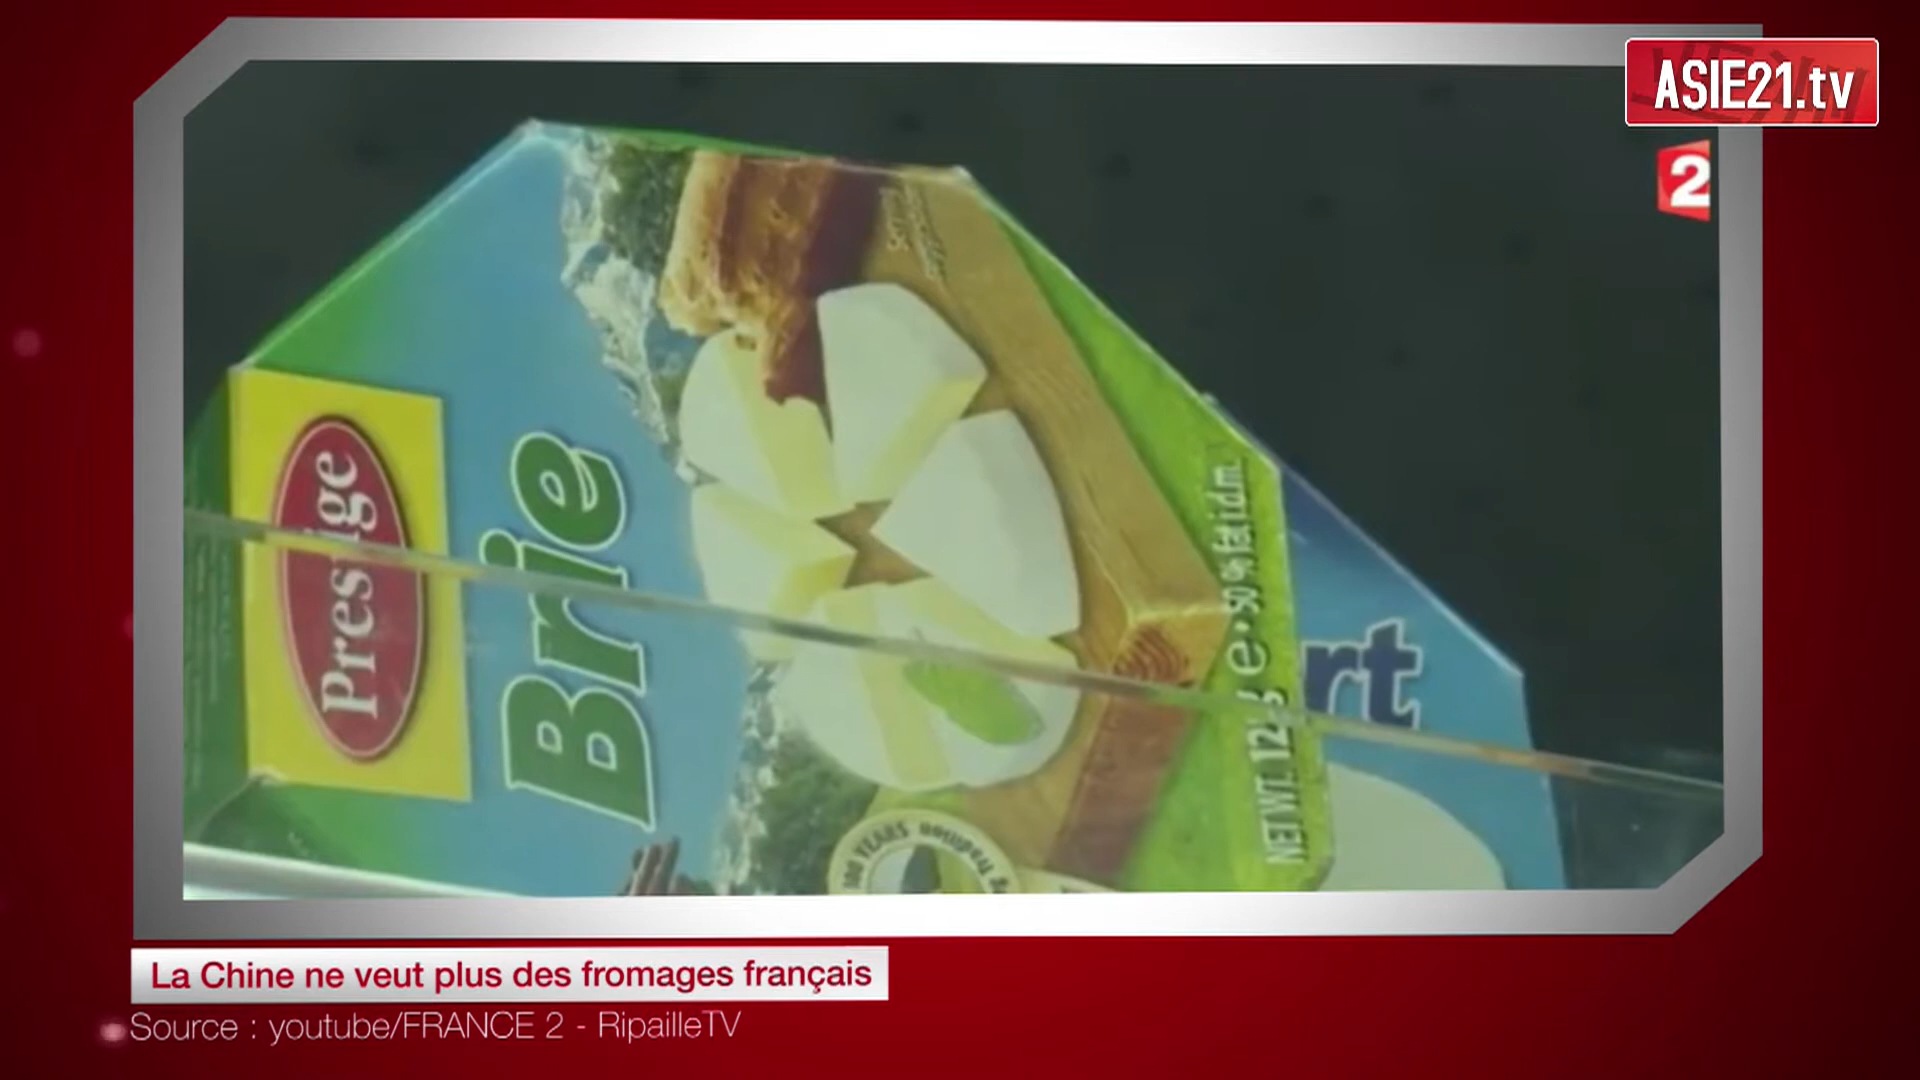 ASIE21.tv
2
Prestige
Brie
NET WT. 125 g e • 50 % fat i.d.m.
rt
100 YEARS
La Chine ne veut plus des fromages français
Source : youtube/FRANCE 2 - RipailleTV